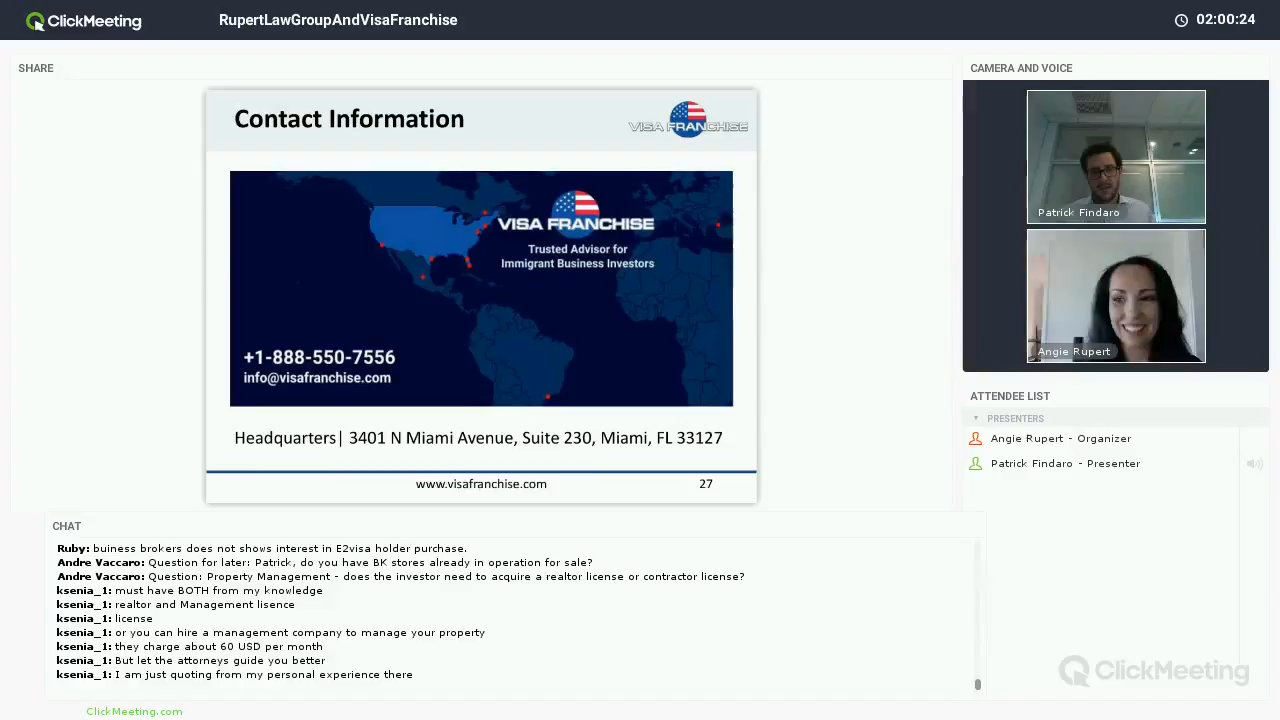 ClickMeeting
RupertLawGroupAndVisaFranchise
02:00:24
SHARE
Contact Information
VISA FRANCHISE
VISA FRANCHISE
Trusted Advisor for
Immigrant Business Investors
+1-888-550-7556
info@visafranchise.com
Headquarters| 3401 N Miami Avenue, Suite 230, Miami, FL 33127
www.visafranchise.com
27
CAMERA AND VOICE
Patrick Findaro
Angie Rupert
ATTENDEE LIST
PRESENTERS
Angie Rupert - Organizer
Patrick Findaro - Presenter
CHAT
Ruby: buiness brokers does not shows interest in E2visa holder purchase.
Andre Vaccaro: Question for later: Patrick, do you have BK stores already in operation for sale?
Andre Vaccaro: Question: Property Management - does the investor need to acquire a realtor license or contractor license?
ksenia_1: must have BOTH from my knowledge
ksenia_1: realtor and Management lisence
ksenia_1: license
ksenia_1: or you can hire a management company to manage your property
ksenia_1: they charge about 60 USD per month
ksenia_1: But let the attorneys guide you better
ksenia_1: I am just quoting from my personal experience there
ClickMeeting
ClickMeeting.com